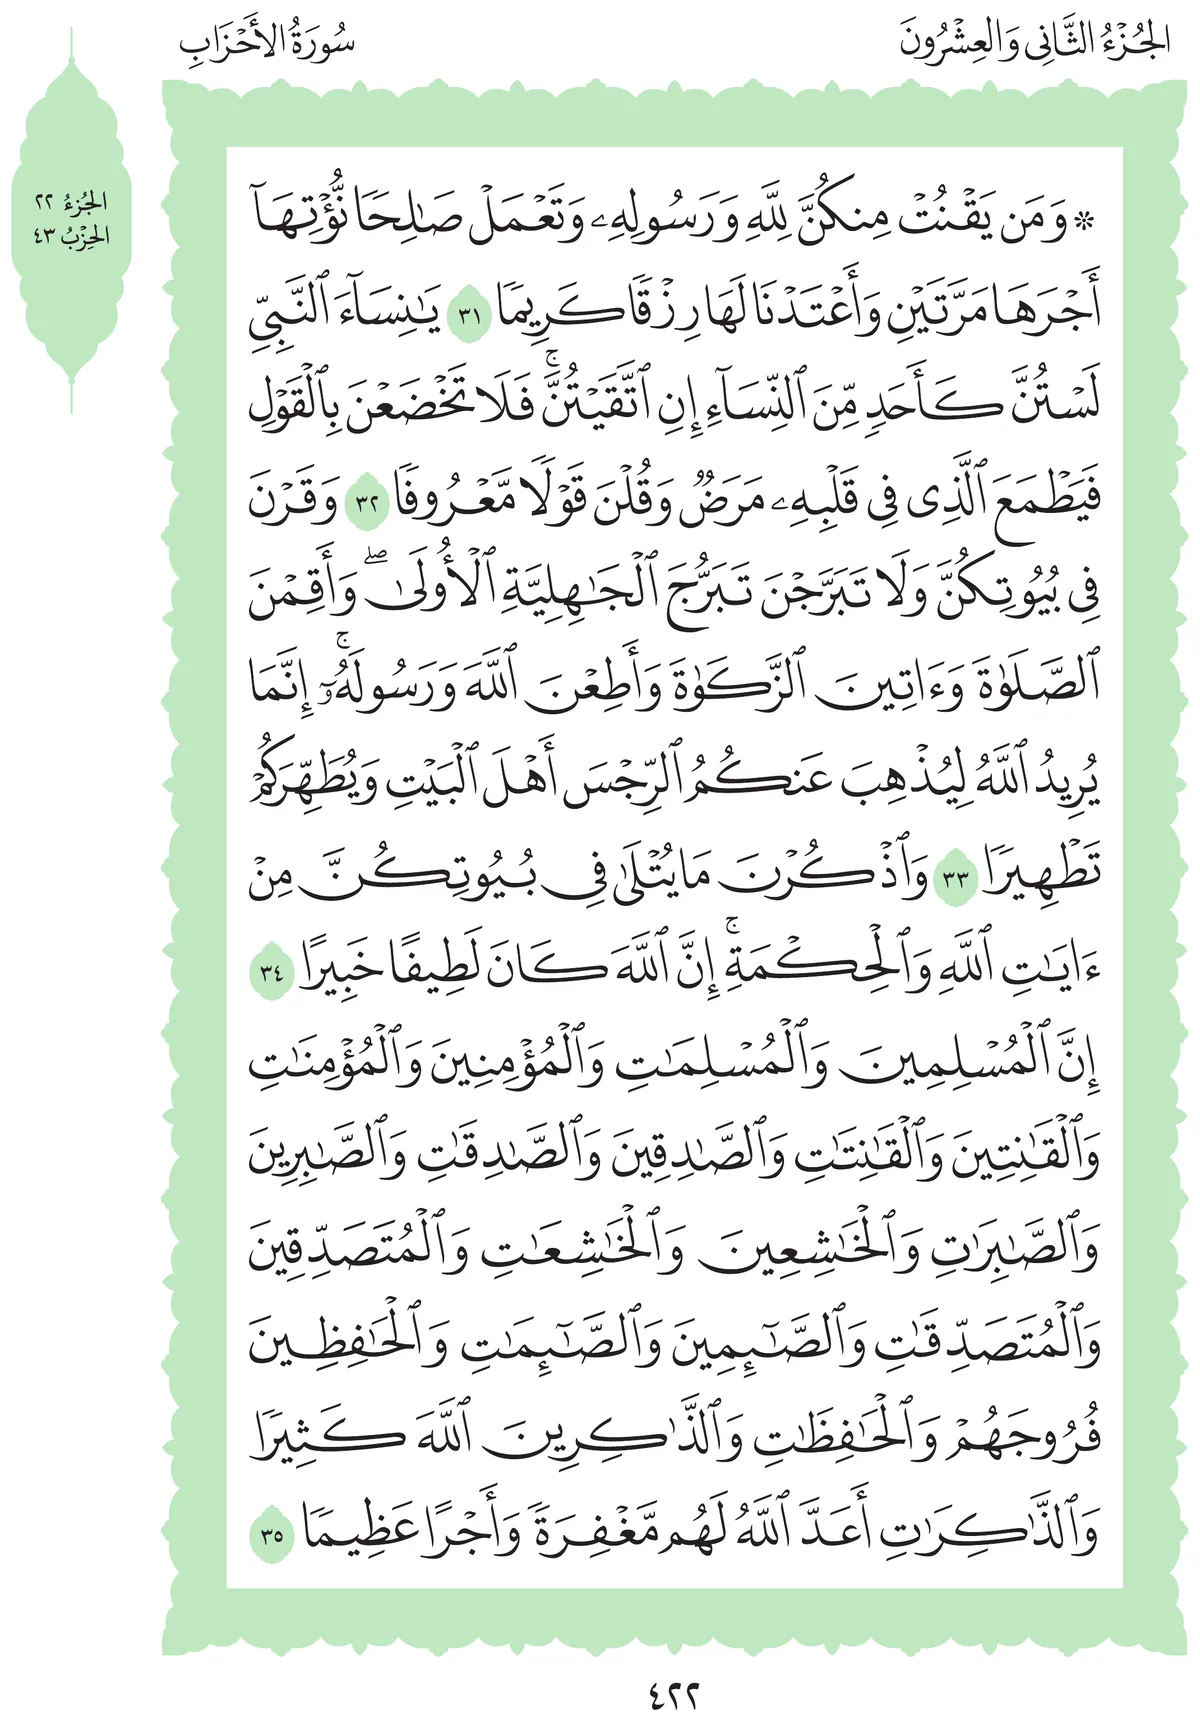 الجُزْءُ الثَّانِي وَالعِشْرُونَ
سُورَةُ الأَحْزَابِ
الجُزءُ ٢٢
الحِزْبُ ٤٣
۞ وَمَن يَقْنُتْ مِنكُنَّ لِلَّهِ وَرَسُولِهِۦ وَتَعْمَلْ صَـٰلِحًا نُّؤْتِهَآ
أَجْرَهَا مَرَّتَيْنِ وَأَعْتَدْنَا لَهَا رِزْقًا كَرِيمًا ٣١ يَـٰنِسَآءَ ٱلنَّبِيِّ
لَسْتُنَّ كَأَحَدٍ مِّنَ ٱلنِّسَآءِ إِنِ ٱتَّقَيْتُنَّۚ فَلَا تَخْضَعْنَ بِٱلْقَوْلِ
فَيَطْمَعَ ٱلَّذِى فِى قَلْبِهِۦ مَرَضٌ وَقُلْنَ قَوْلًا مَّعْرُوفًا ٣٢ وَقَرْنَ
فِى بُيُوتِكُنَّ وَلَا تَبَرَّجْنَ تَبَرُّجَ ٱلْجَـٰهِلِيَّةِ ٱلْأُولَىٰۖ وَأَقِمْنَ
ٱلصَّلَوٰةَ وَءَاتِينَ ٱلزَّكَوٰةَ وَأَطِعْنَ ٱللَّهَ وَرَسُولَهُۥٓۚ إِنَّمَا
يُرِيدُ ٱللَّهُ لِيُذْهِبَ عَنكُمُ ٱلرِّجْسَ أَهْلَ ٱلْبَيْتِ وَيُطَهِّرَكُمْ
تَطْهِيرًا ٣٣ وَٱذْكُرْنَ مَا يُتْلَىٰ فِى بُيُوتِكُنَّ مِنْ
ءَايَـٰتِ ٱللَّهِ وَٱلْحِكْمَةِۚ إِنَّ ٱللَّهَ كَانَ لَطِيفًا خَبِيرًا ٣٤
إِنَّ ٱلْمُسْلِمِينَ وَٱلْمُسْلِمَـٰتِ وَٱلْمُؤْمِنِينَ وَٱلْمُؤْمِنَـٰتِ
وَٱلْقَـٰنِتِينَ وَٱلْقَـٰنِتَـٰتِ وَٱلصَّـٰدِقِينَ وَٱلصَّـٰدِقَـٰتِ وَٱلصَّـٰبِرِينَ
وَٱلصَّـٰبِرَٰتِ وَٱلْخَـٰشِعِينَ وَٱلْخَـٰشِعَـٰتِ وَٱلْمُتَصَدِّقِينَ
وَٱلْمُتَصَدِّقَـٰتِ وَٱلصَّـٰٓئِمِينَ وَٱلصَّـٰٓئِمَـٰتِ وَٱلْحَـٰفِظِينَ
فُرُوجَهُمْ وَٱلْحَـٰفِظَـٰتِ وَٱلذَّٰكِرِينَ ٱللَّهَ كَثِيرًا
وَٱلذَّٰكِرَٰتِ أَعَدَّ ٱللَّهُ لَهُم مَّغْفِرَةً وَأَجْرًا عَظِيمًا ٣٥
٤٢٢